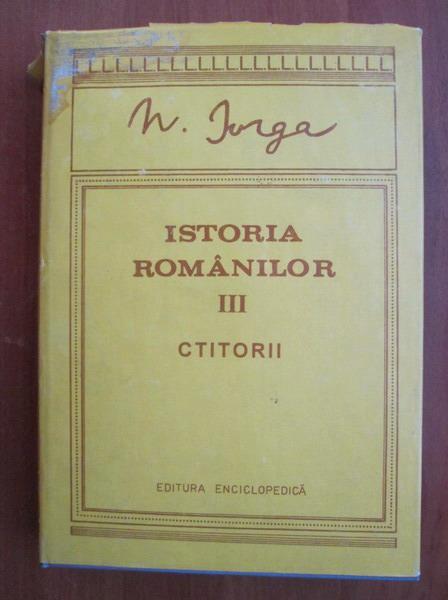 N. Iorga
ISTORIA
ROMÂNILOR
III
CTITORII
EDITURA ENCICLOPEDICĂ